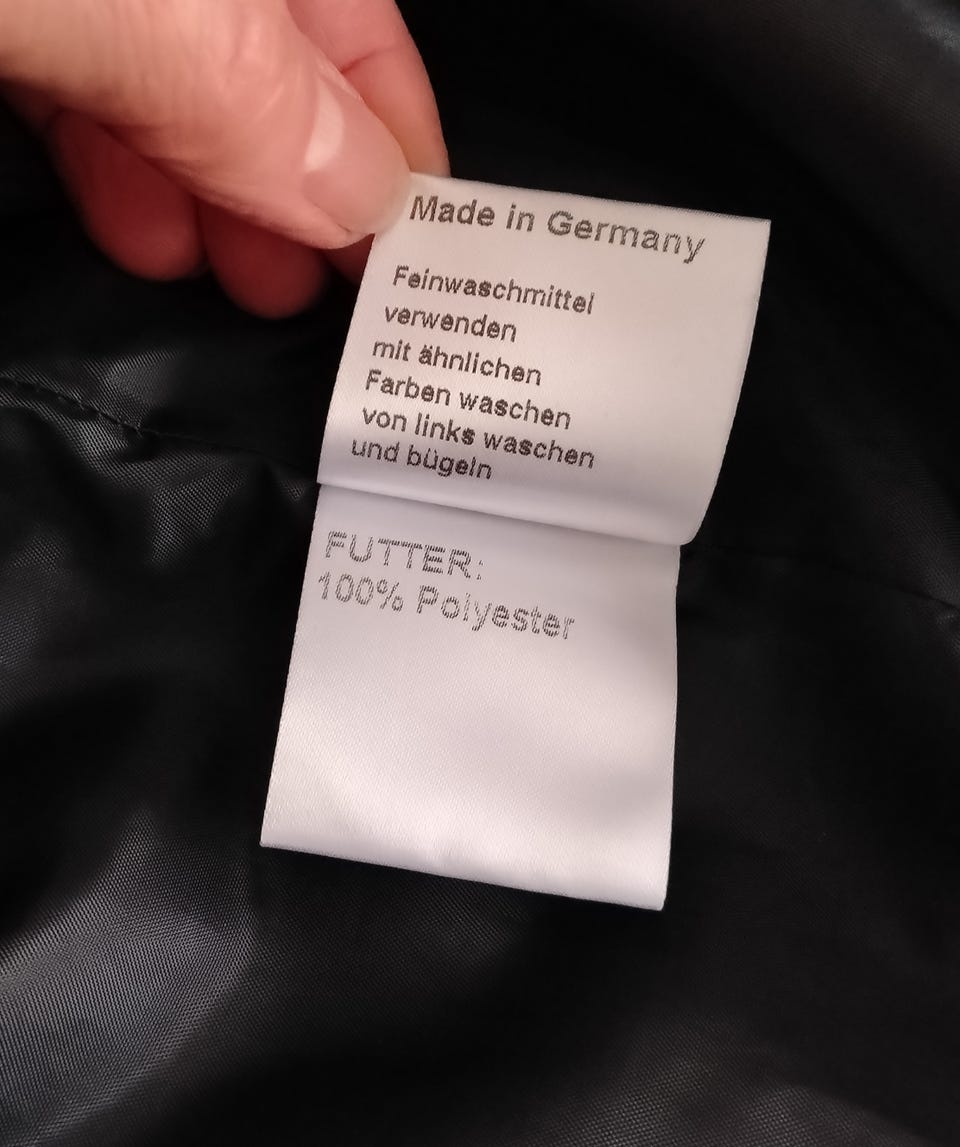 Made in Germany
Feinwaschmittel
verwenden
mit ähnlichen
Farben waschen
von links waschen
und bügeln
FUTTER:
100% Polyester